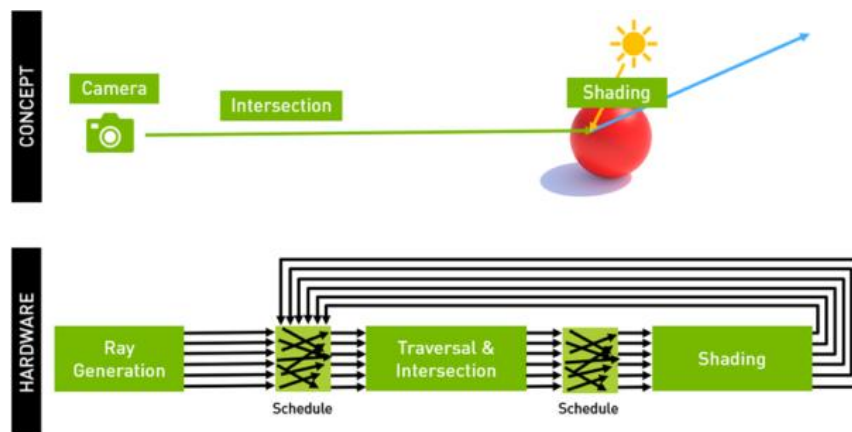 CONCEPT
Camera
Intersection
Shading
HARDWARE
Ray
Generation
Schedule
Traversal &
Intersection
Schedule
Shading